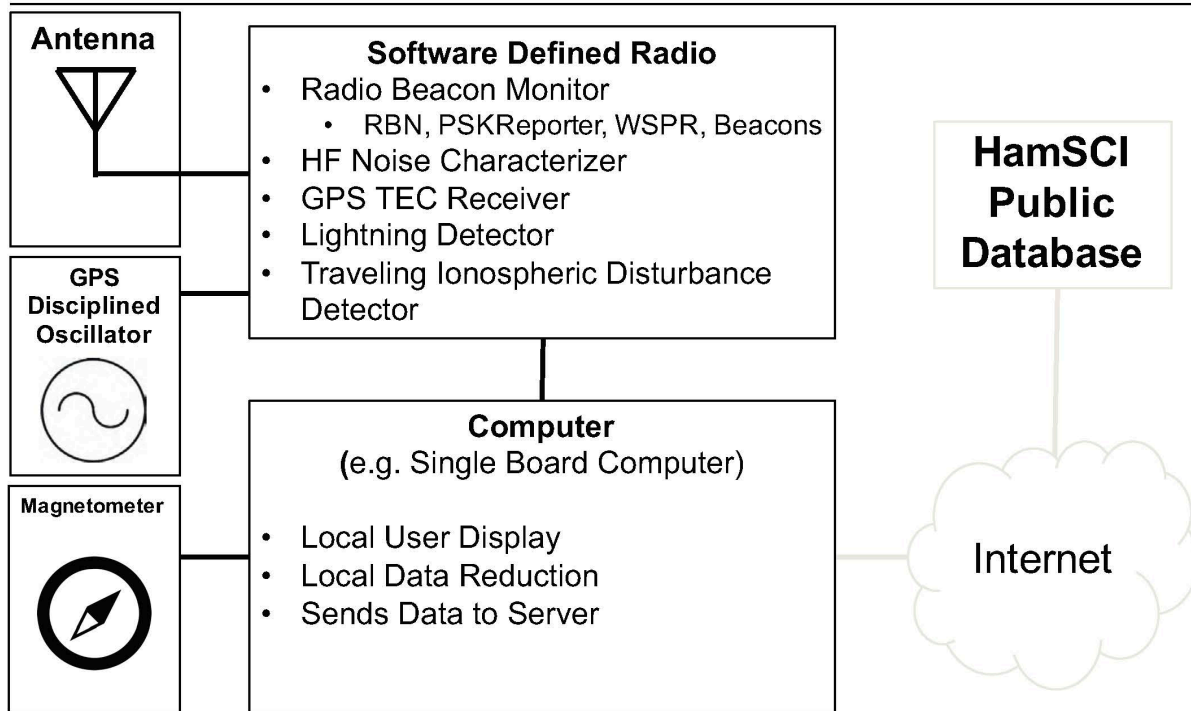 Antenna
Software Defined Radio
• Radio Beacon Monitor
• RBN, PSKReporter, WSPR, Beacons
• HF Noise Characterizer
• GPS TEC Receiver
• Lightning Detector
• Traveling Ionospheric Disturbance
Detector
GPS
Disciplined
Oscillator
Magnetometer
Computer
(e.g. Single Board Computer)
• Local User Display
• Local Data Reduction
• Sends Data to Server
HamSCI
Public
Database
Internet